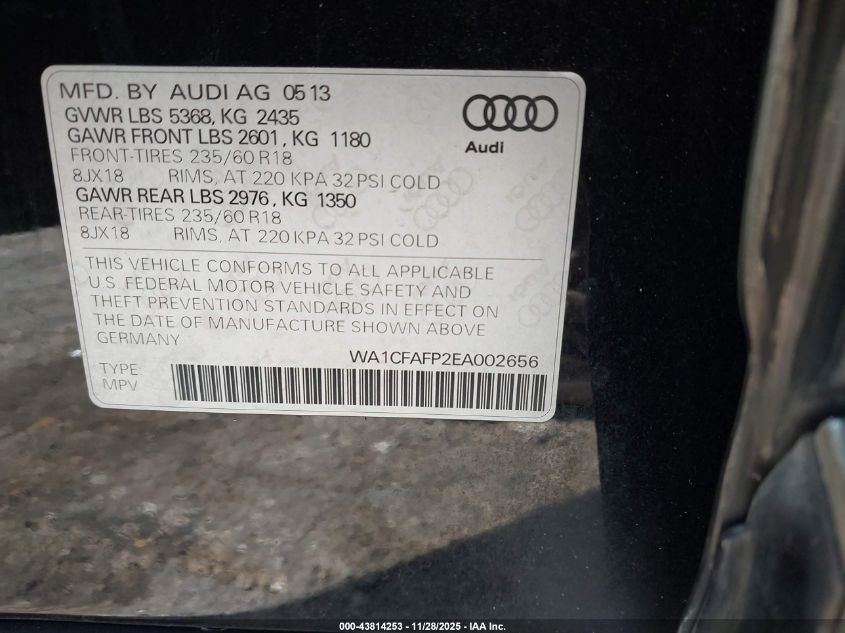 MFD. BY AUDI AG 05 13
GVWR LBS 5368, KG 2435
GAWR FRONT LBS 2601, KG 1180
FRONT-TIRES 235/60 R18
8JX18 RIMS, AT 220 KPA 32 PSI COLD
GAWR REAR LBS 2976, KG 1350
REAR-TIRES 235/60 R18
8JX18 RIMS, AT 220 KPA 32 PSI COLD
Audi
THIS VEHICLE CONFORMS TO ALL APPLICABLE
U.S. FEDERAL MOTOR VEHICLE SAFETY AND
THEFT PREVENTION STANDARDS IN EFFECT ON
THE DATE OF MANUFACTURE SHOWN ABOVE
GERMANY
WA1CFAFP2EA002656
TYPE:
MPV
000-43814253 - 11/28/2025 - IAA Inc.